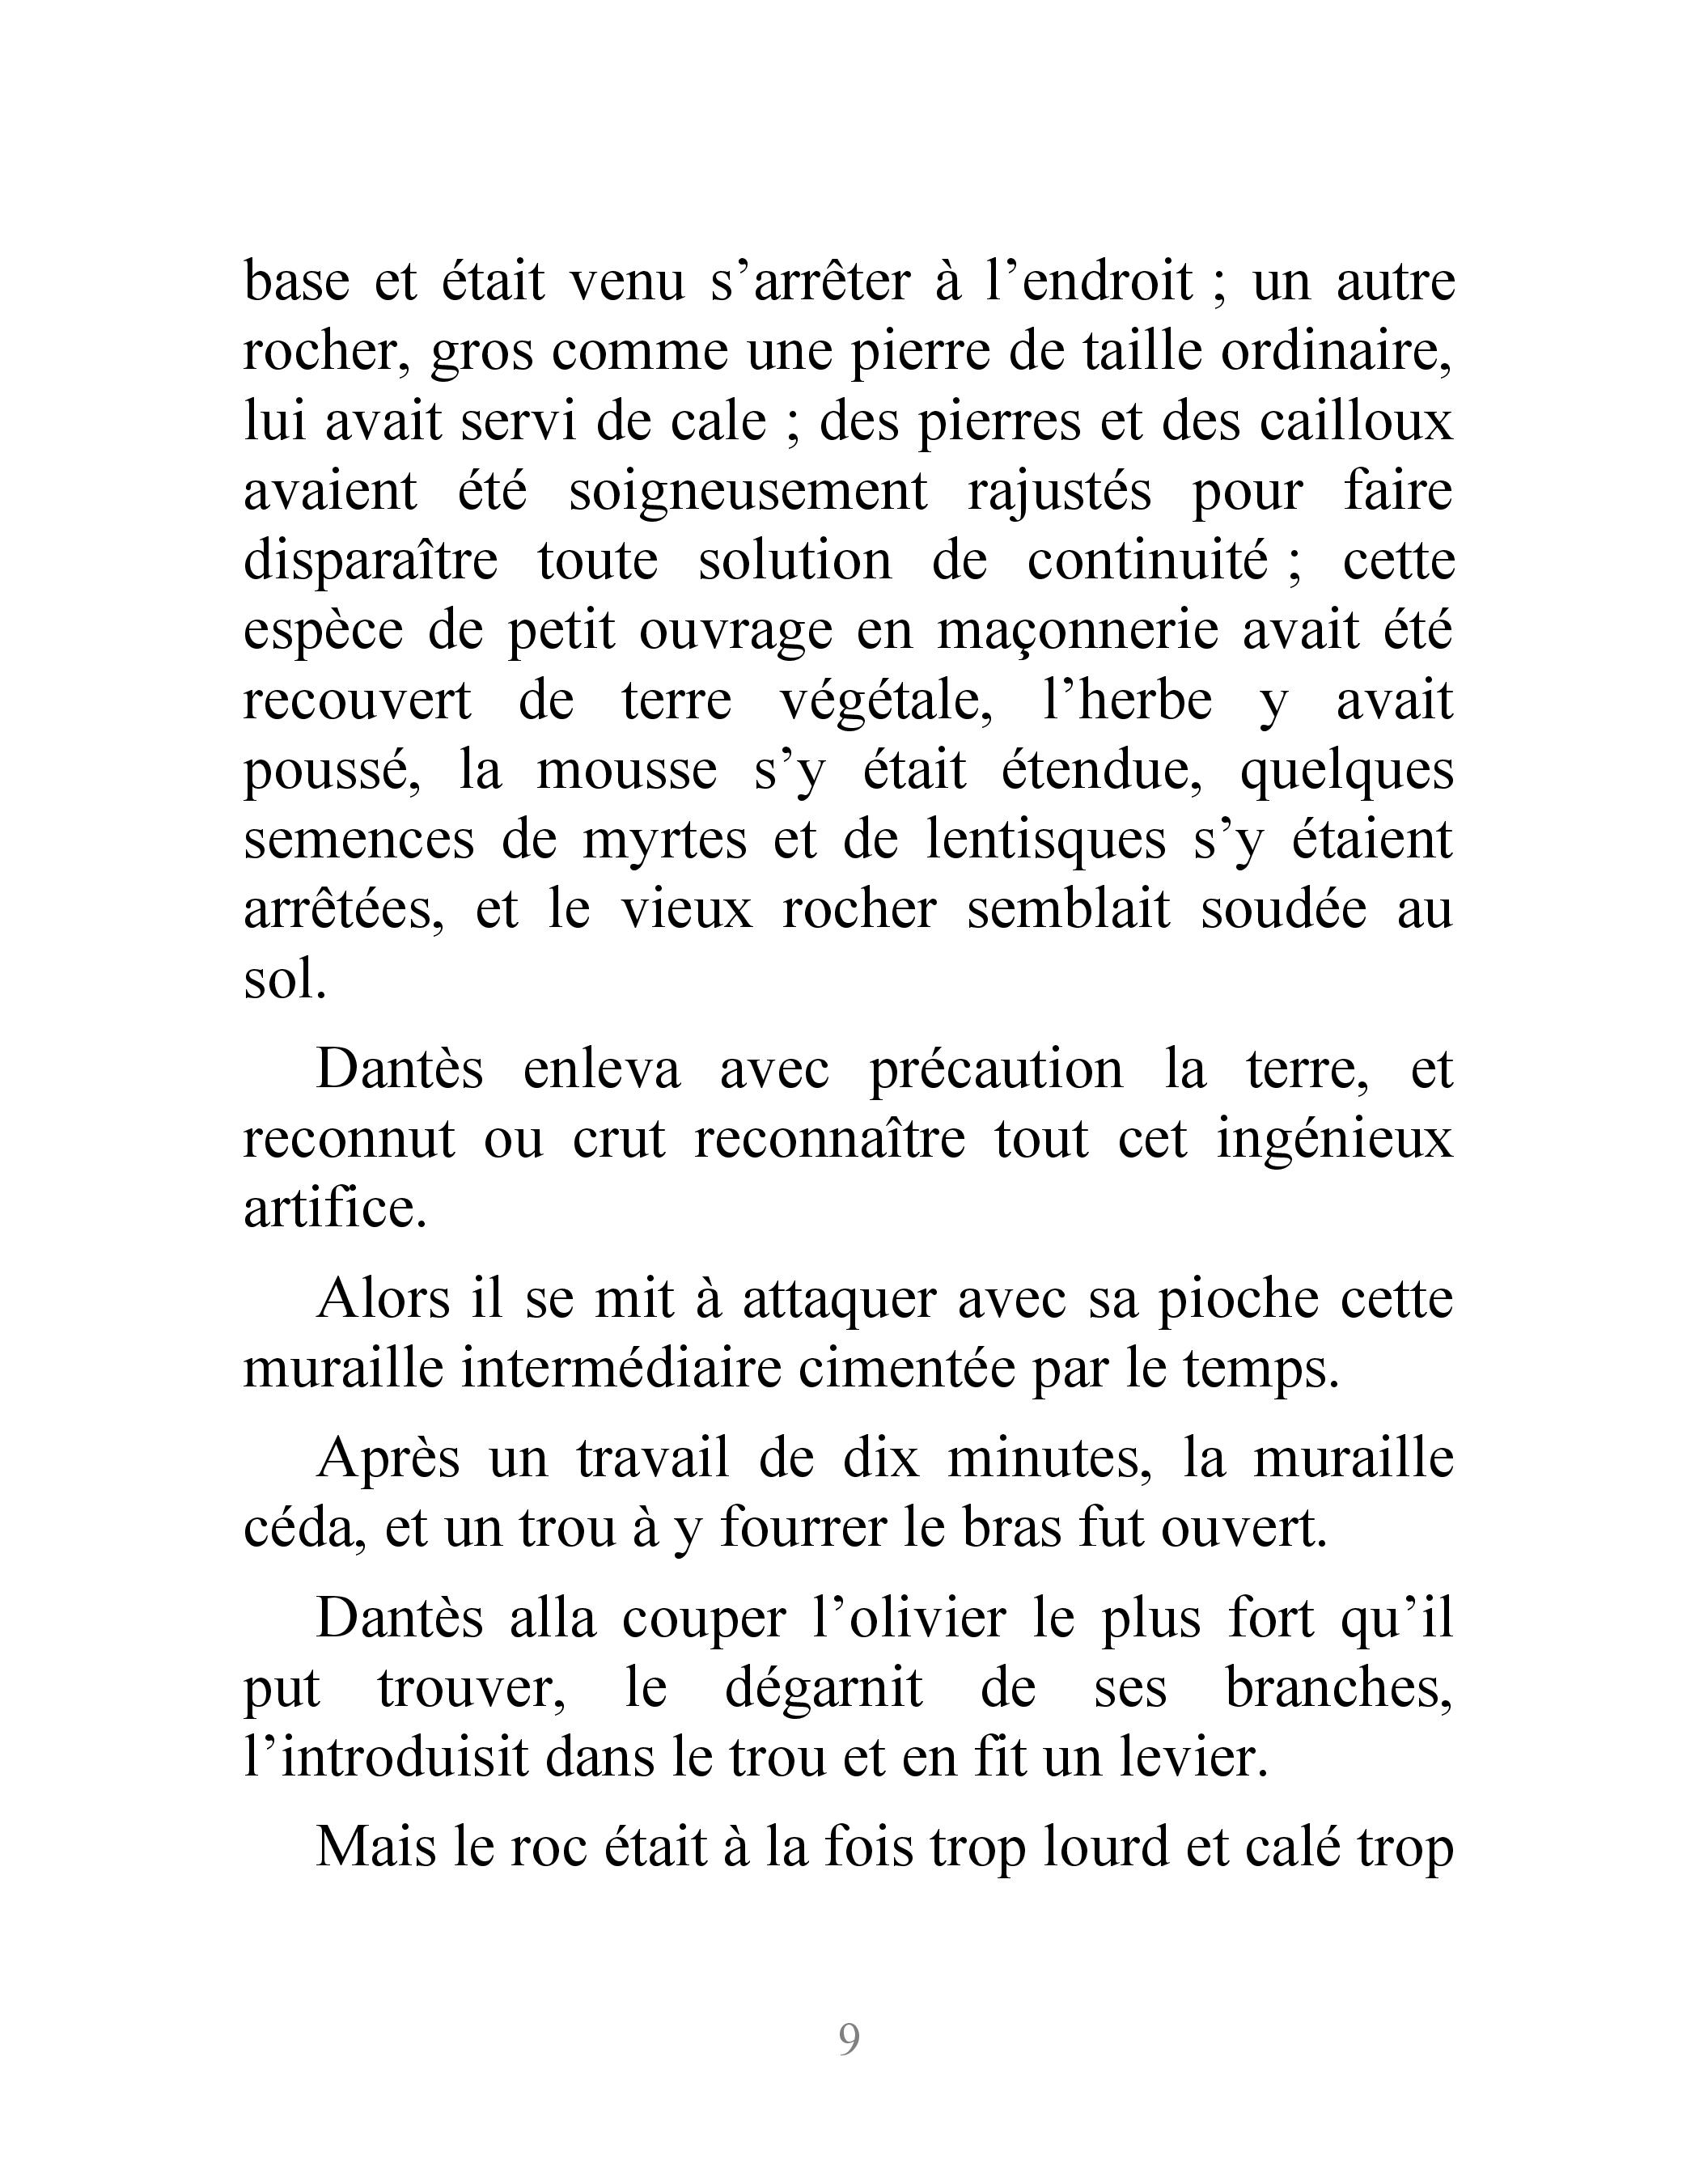 base et était venu s’arrêter à l’endroit ; un autre
rocher, gros comme une pierre de taille ordinaire,
lui avait servi de cale ; des pierres et des cailloux
avaient été soigneusement rajustés pour faire
disparaître toute solution de continuité ; cette
espèce de petit ouvrage en maçonnerie avait été
recouvert de terre végétale, l’herbe y avait
poussé, la mousse s’y était étendue, quelques
semences de myrtes et de lentisques s’y étaient
arrêtées, et le vieux rocher semblait soudée au
sol.
Dantès enleva avec précaution la terre, et
reconnut ou crut reconnaître tout cet ingénieux
artifice.
Alors il se mit à attaquer avec sa pioche cette
muraille intermédiaire cimentée par le temps.
Après un travail de dix minutes, la muraille
céda, et un trou à y fourrer le bras fut ouvert.
Dantès alla couper l’olivier le plus fort qu’il
put trouver, le dégarnit de ses branches,
l’introduisit dans le trou et en fit un levier.
Mais le roc était à la fois trop lourd et calé trop
9